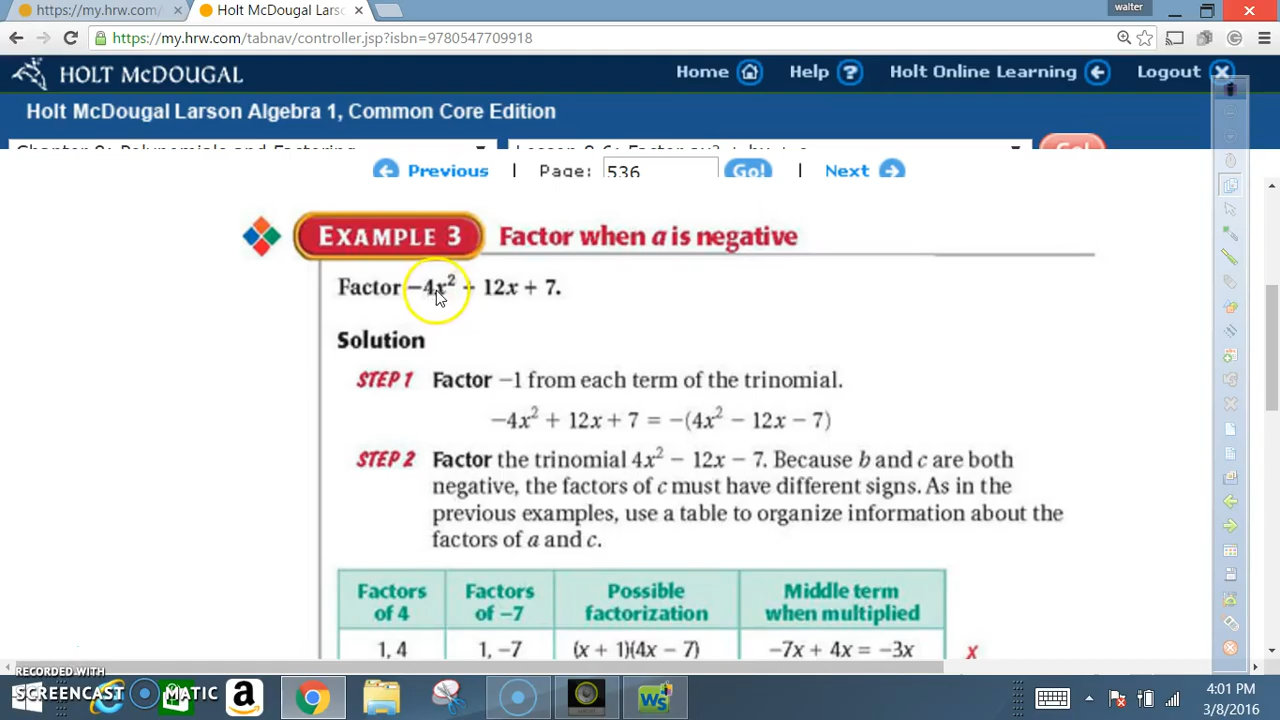 https://my.hrw.com/tabnav/ ×
Holt McDougal Lars ×
walter
https://my.hrw.com/tabnav/controller.jsp?isbn=9780547709918
HOLT MCDOUGAL
Home
Help ?
Holt Online Learning
Logout X
Holt McDougal Larson Algebra 1, Common Core Edition
Previous | Page: 536 Go! | Next
EXAMPLE 3 Factor when a is negative
Factor −4x² + 12x + 7.
Solution
STEP 1 Factor −1 from each term of the trinomial.
−4x² + 12x + 7 = −(4x² − 12x − 7)
STEP 2 Factor the trinomial 4x² − 12x − 7. Because b and c are both
negative, the factors of c must have different signs. As in the
previous examples, use a table to organize information about the
factors of a and c.
Factors of 4
Factors of −7
Possible factorization
Middle term when multiplied
1, 4
1, −7
(x + 1)(4x − 7)
−7x + 4x = −3x
X
RECORDED WITH
SCREENCAST MATIC
4:01 PM
3/8/2016